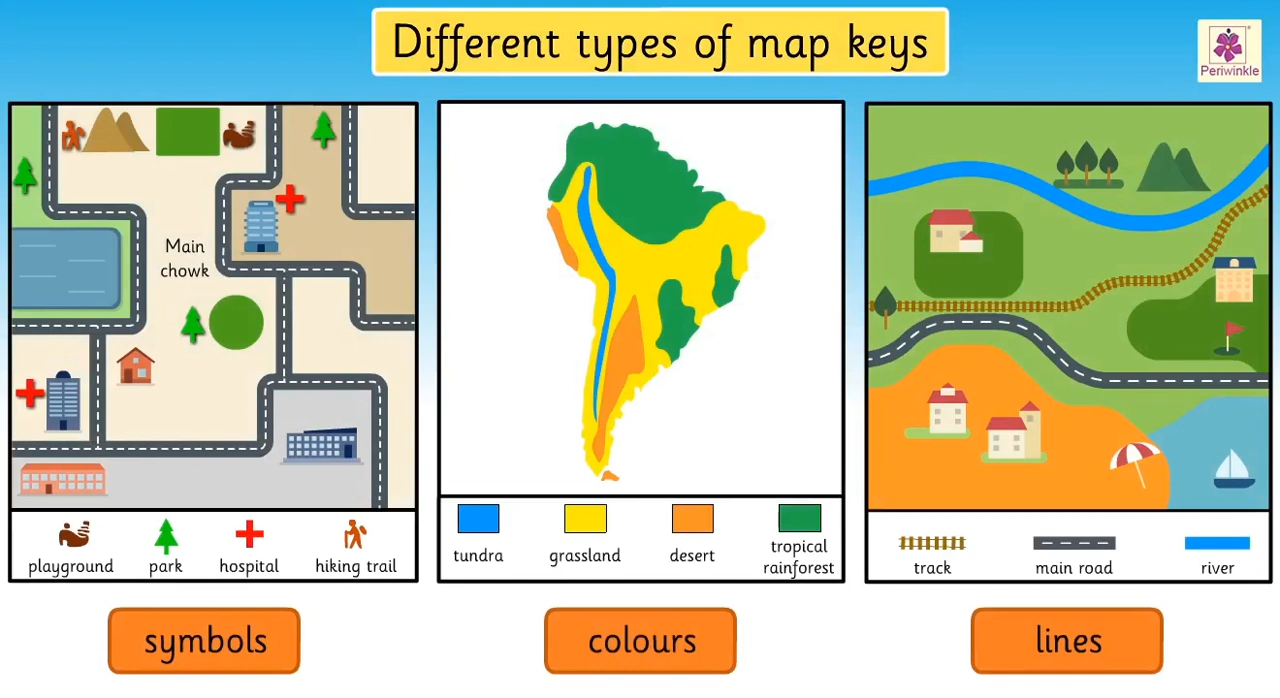 Different types of map keys
Periwinkle
Main
chowk
playground park hospital hiking trail
tundra grassland desert tropical
rainforest
track main road river
symbols colours lines